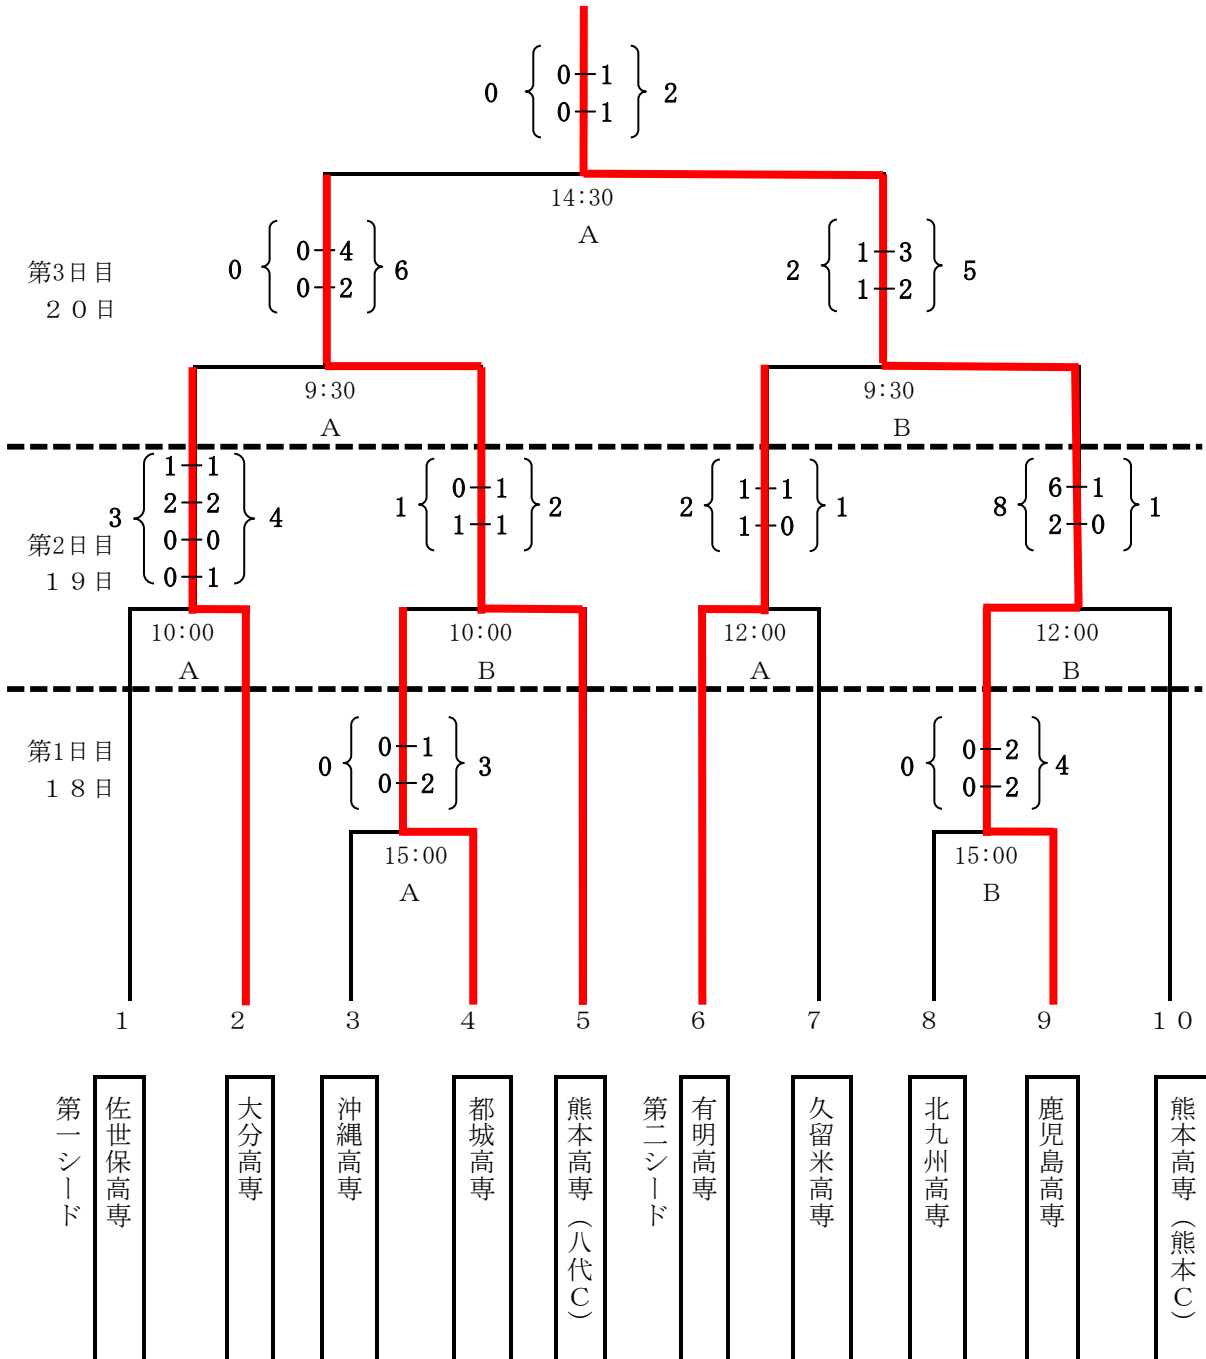 0 0─1 2
0─1
14:30
A
第3日目
２０日
0 0─4 6
0─2
2 1─3 5
1─2
9:30
A
9:30
B
第2日目
１９日
3 1─1 4
2─2
0─0
0─1
1 0─1 2
1─1
2 1─1 1
1─0
8 6─1 1
2─0
10:00
A
10:00
B
12:00
A
12:00
B
第1日目
１８日
0 0─1 3
0─2
0 0─2 4
0─2
15:00
A
15:00
B
1 2 3 4 5 6 7 8 9 １０
第一シード
佐世保高専
大分高専
沖縄高専
都城高専
熊本高専（八代Ｃ）
第二シード
有明高専
久留米高専
北九州高専
鹿児島高専
熊本高専（熊本Ｃ）